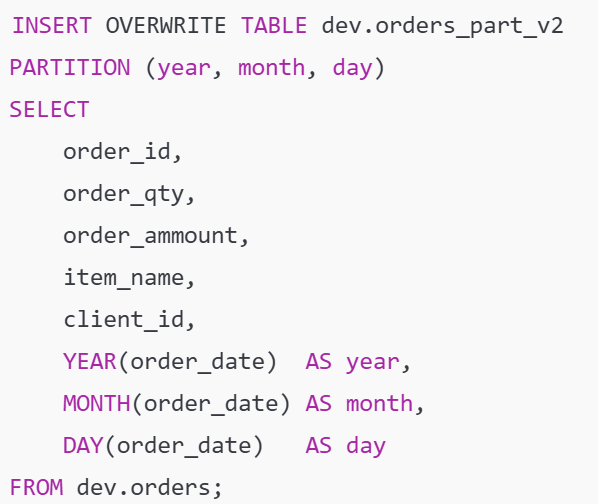 INSERT OVERWRITE TABLE dev.orders_part_v2
PARTITION (year, month, day)
SELECT
    order_id,
    order_qty,
    order_ammount,
    item_name,
    client_id,
    YEAR(order_date)  AS year,
    MONTH(order_date) AS month,
    DAY(order_date)   AS day
FROM dev.orders;